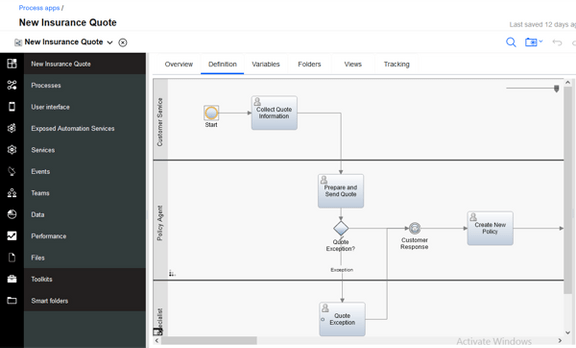 Process apps /
New Insurance Quote
Last saved 12 days
New Insurance Quote
New Insurance Quote
Overview
Definition
Variables
Folders
Views
Tracking
Processes
User interface
Exposed Automation Services
Services
Events
Teams
Data
Performance
Files
Toolkits
Smart folders
Customer Service
Start
Collect Quote
Information
Policy Agent
Prepare and
Send Quote
Quote
Exception?
Customer
Response
Create New
Policy
Exception
Quote
Exception
Activate Windows